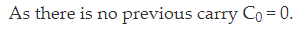 As there is no previous carry C₀ = 0.